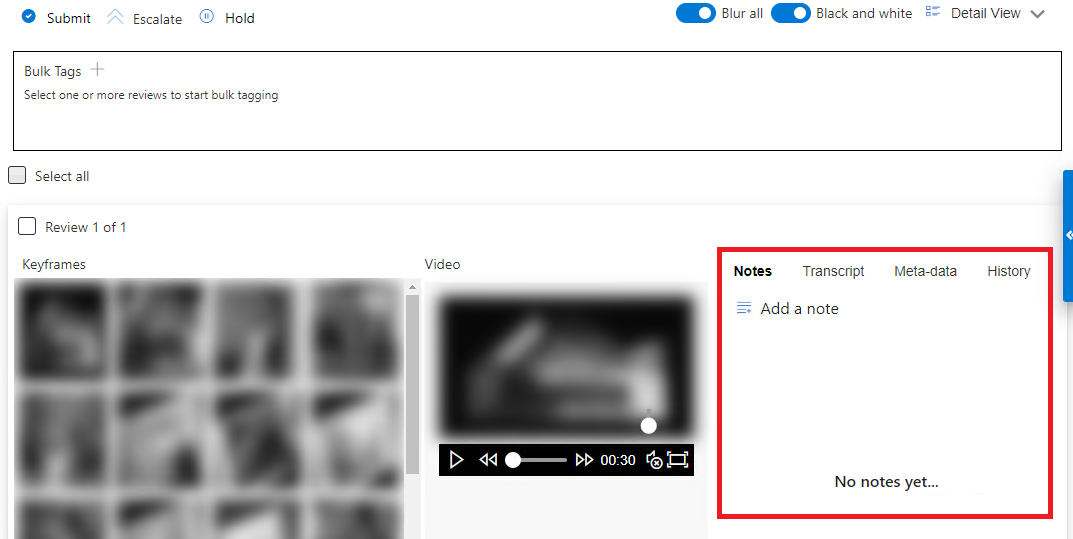 Submit Escalate Hold Blur all Black and white Detail View
Bulk Tags
Select one or more reviews to start bulk tagging
Select all
Review 1 of 1
Keyframes Video Notes Transcript Meta-data History
Add a note
00:30
No notes yet...